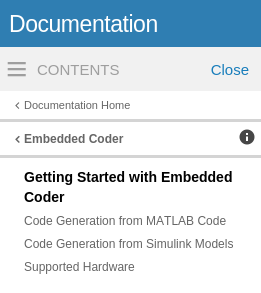 Documentation
CONTENTS Close
Documentation Home
Embedded Coder
Getting Started with Embedded
Coder
Code Generation from MATLAB Code
Code Generation from Simulink Models
Supported Hardware